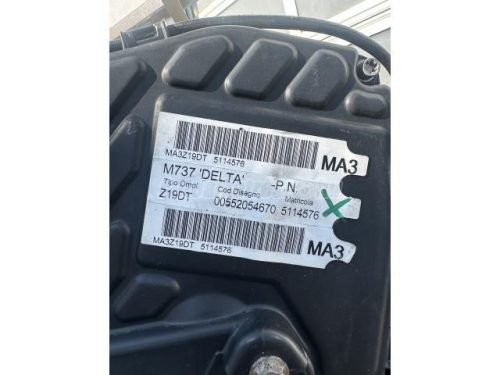 MA3Z19DT 5114576 MA3
M737 'DELTA' -P.N.
Tipo Omol. Cod Disegno Matricola
Z19DT 00552054670 5114576
MA3Z19DT 5114576 MA3